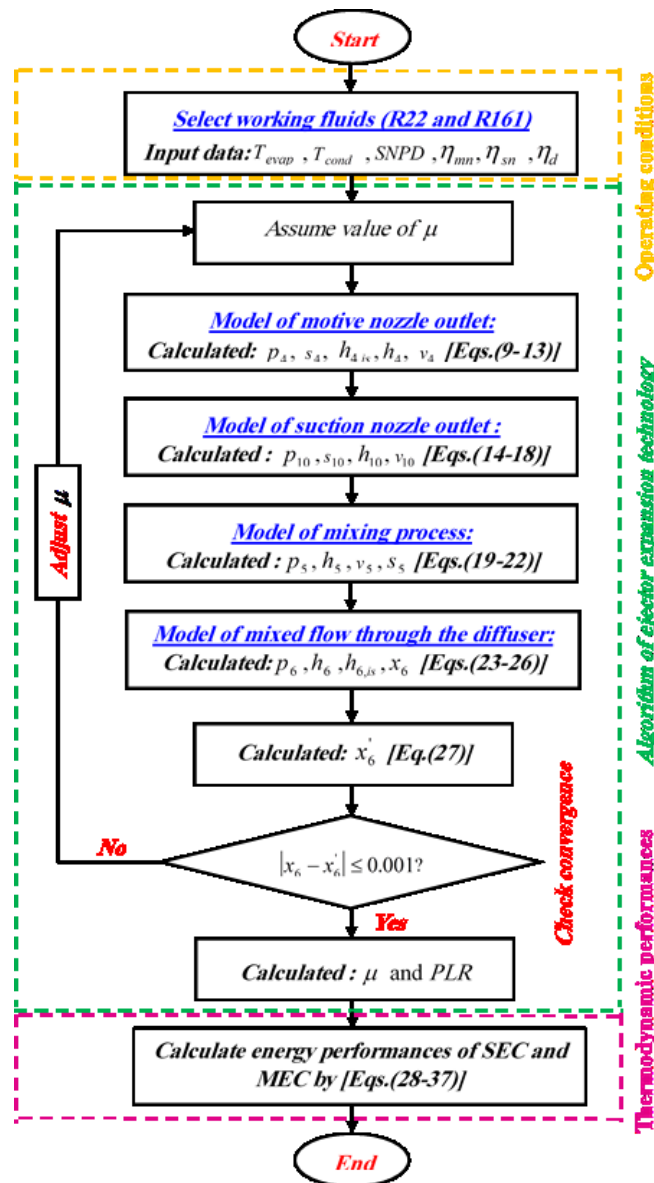 Start
Select working fluids (R22 and R161)
Input data: T_evap , T_cond , SNPD , η_mn , η_sn , η_d
Operating conditions
Assume value of μ
Model of motive nozzle outlet:
Calculated: p_4, s_4, h_4,is, h_4, v_4 [Eqs.(9-13)]
Model of suction nozzle outlet :
Calculated : p_10 , s_10 , h_10 , v_10 [Eqs.(14-18)]
Model of mixing process:
Calculated : p_5 , h_5 , v_5 , s_5 [Eqs.(19-22)]
Model of mixed flow through the diffuser:
Calculated: p_6 , h_6 , h_6,is , x_6 [Eqs.(23-26)]
Calculated: x_6' [Eq.(27)]
Adjust μ
Algorithm of ejector expansion technology
|x_6 − x_6'| ≤ 0.001?
No
Yes
Check convergence
Calculated : μ and PLR
Calculate energy performances of SEC and
MEC by [Eqs.(28-37)]
Thermodynamic performances
End